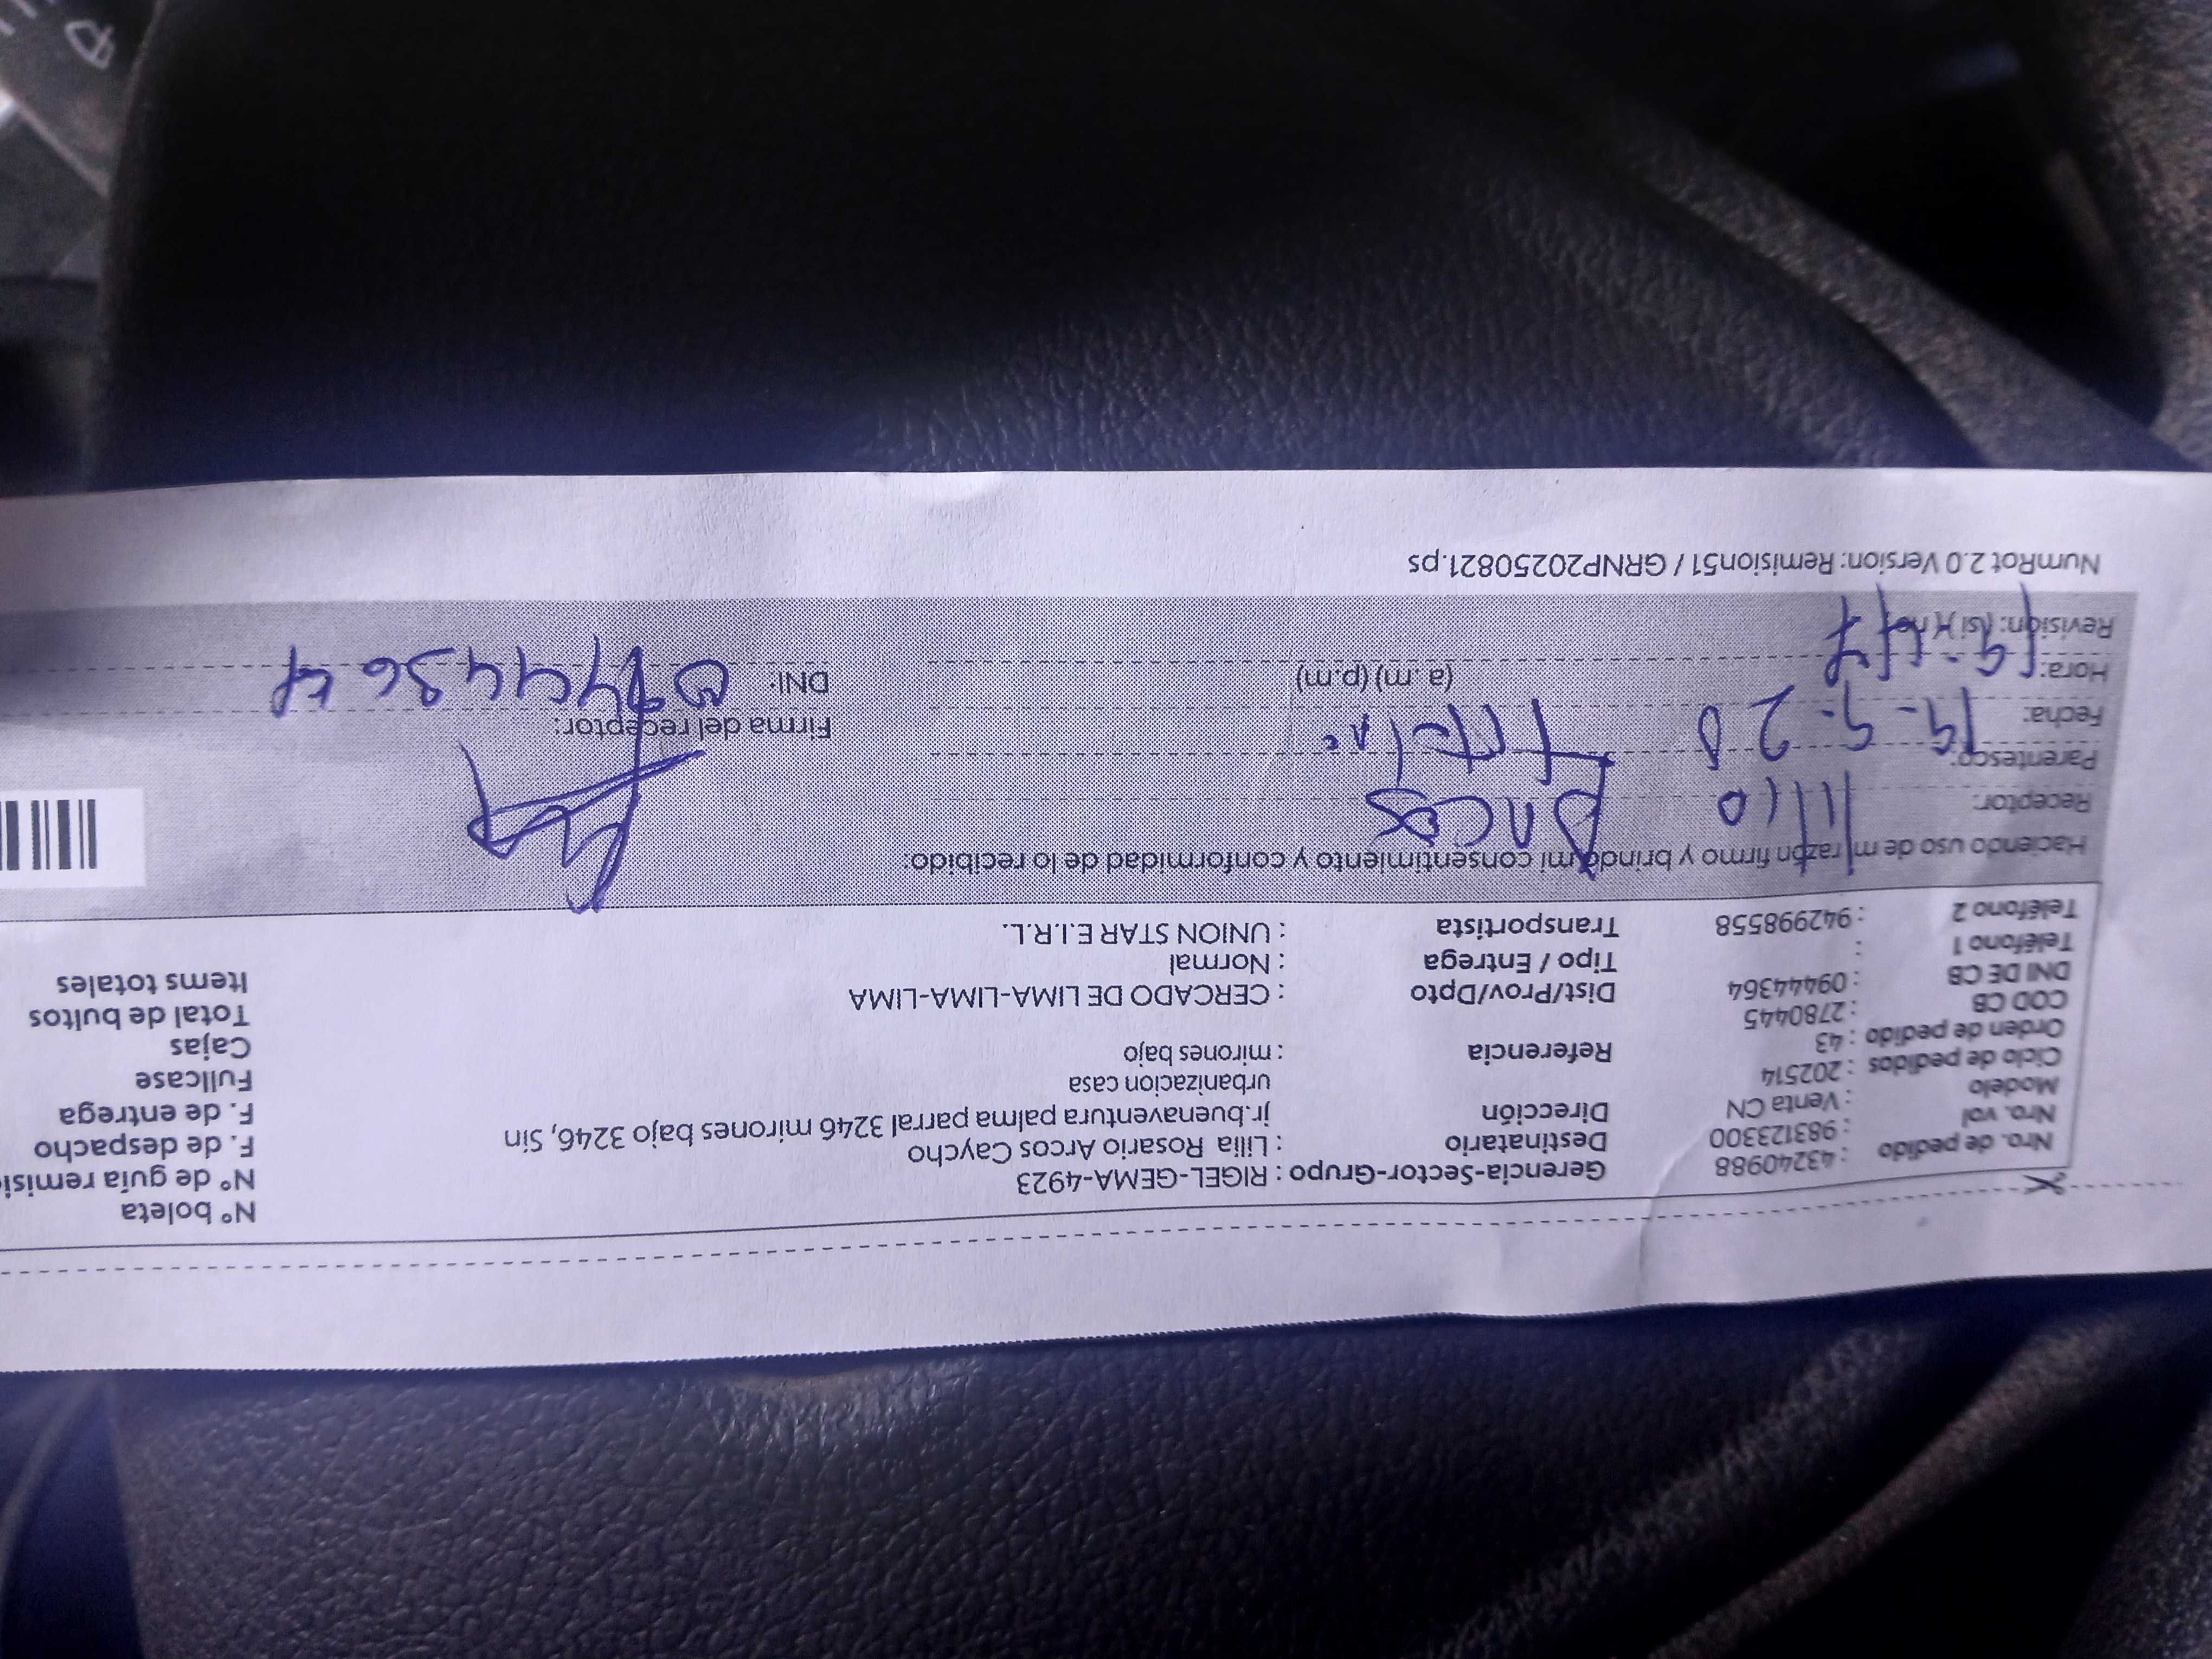 Nro. de pedido : 43240988 Gerencia-Sector-Grupo : RIGEL-GEMA-4923 N° boleta
Nro. vol : 983123300 Destinatario : Lilia Rosario Arcos Caycho N° de guía remisi
Modelo : Venta CN Dirección jr.buenaventura palma parral 3246 mirones bajo 3246, Sin F. de despacho
Ciclo de pedidos : 202514 urbanizacion casa F. de entrega
Orden de pedido : 43 Referencia : mirones bajo Fullcase
COD CB : 2780445 Cajas
DNI DE CB : 09444364 Dist/Prov/Dpto : CERCADO DE LIMA-LIMA-LIMA Total de bultos
Teléfono 1 : Tipo / Entrega : Normal Items totales
Teléfono 2 : 942998558 Transportista : UNION STAR E.I.R.L.
Haciendo uso de mi razón firmo y brindo mi consentimiento y conformidad de lo recibido:
Receptor:
Parentesco:
Fecha: Firma del receptor:
Hora: (a .m) (p.m) DNI:
Revisión: (si)(no)
NumRot 2.0 Version: Remision51 / GRNP20250821.ps